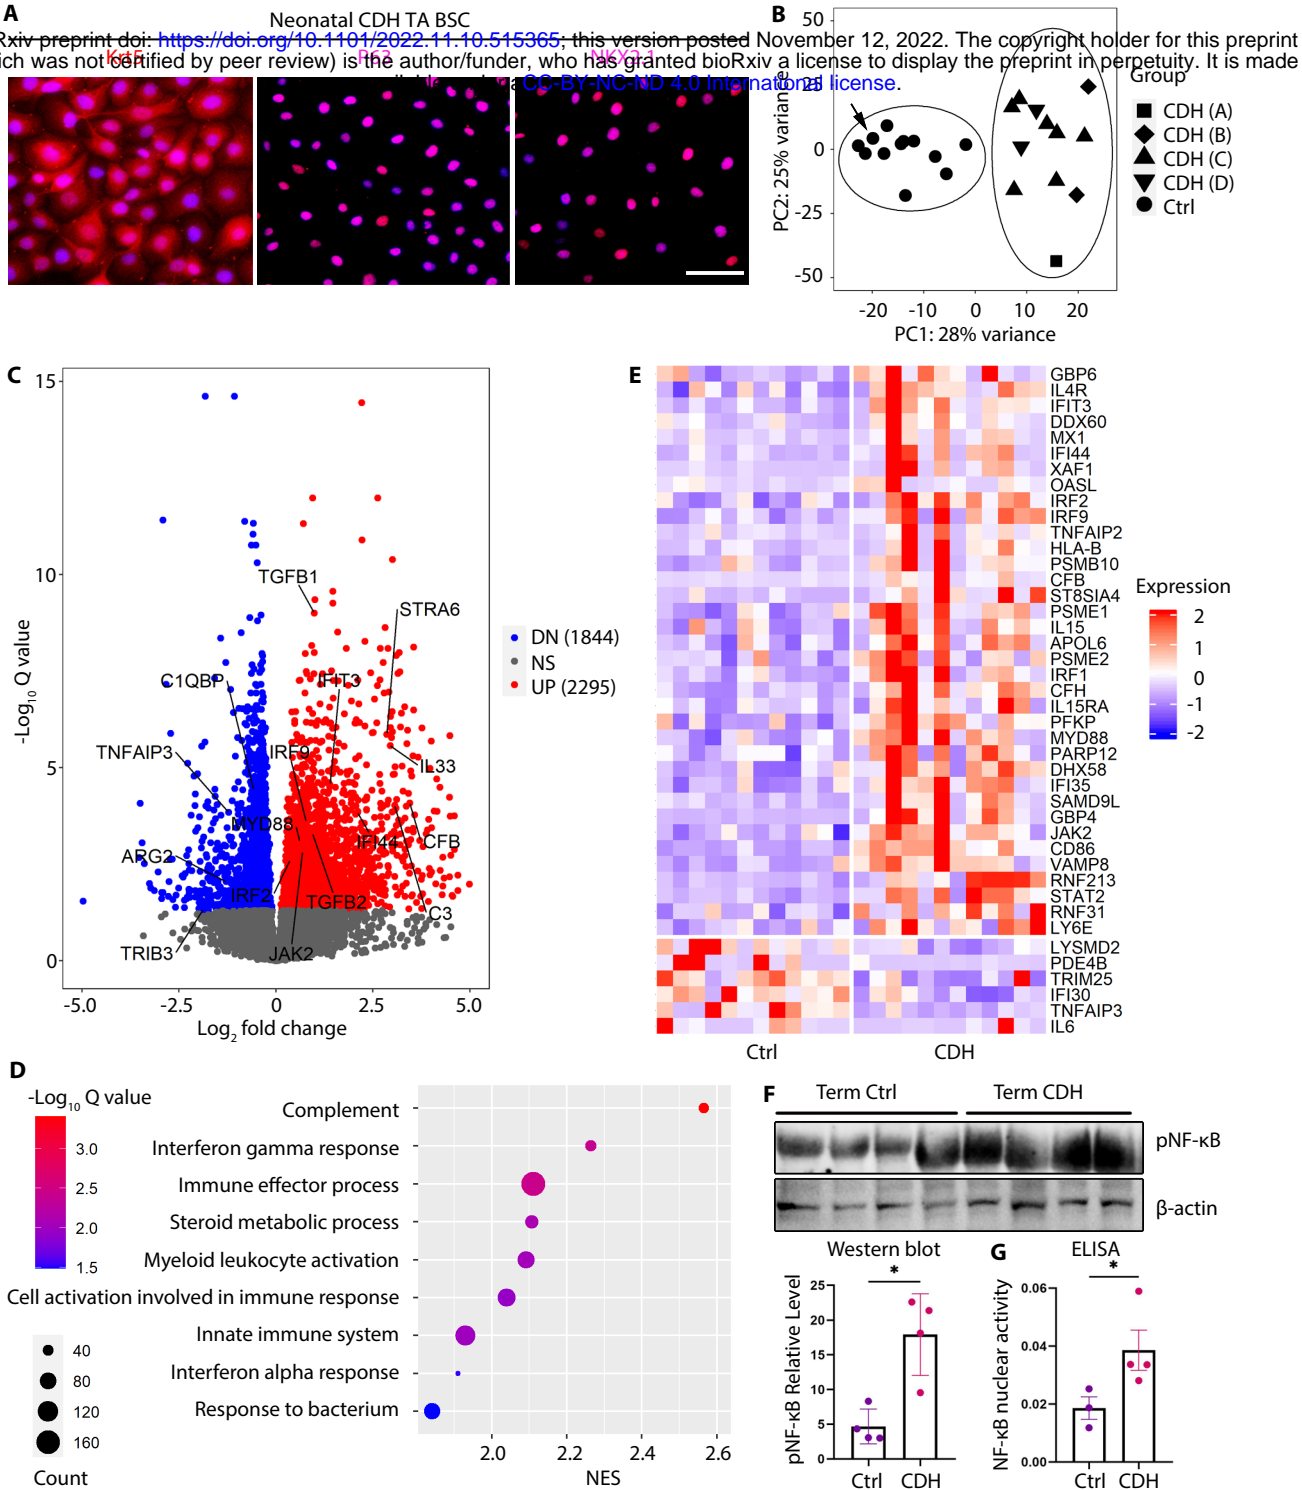 A
Neonatal CDH TA BSC
Rxiv preprint doi: https://doi.org/10.1101/2022.11.10.515365; this version posted November 12, 2022. The copyright holder for this preprint
ich was not certified by peer review) is the author/funder, who has granted bioRxiv a license to display the preprint in perpetuity. It is made
CC-BY-NC-ND 4.0 International license.
Krt5
P63
NKX2.1
B
50
25
0
-25
-50
PC2: 25% variance
-20
-10
0
10
20
PC1: 28% variance
Group
CDH (A)
CDH (B)
CDH (C)
CDH (D)
Ctrl
C
15
10
5
0
-Log10 Q value
TGFB1
STRA6
C1QBP
IFIT3
TNFAIP3
IRF9
IL33
MYD88
IFI44
CFB
ARG2
IRF2
TGFB2
C3
TRIB3
JAK2
-5.0
-2.5
0
2.5
5.0
Log2 fold change
DN (1844)
NS
UP (2295)
E
GBP6
IL4R
IFIT3
DDX60
MX1
IFI44
XAF1
OASL
IRF2
IRF9
TNFAIP2
HLA-B
PSMB10
CFB
ST8SIA4
PSME1
IL15
APOL6
PSME2
IRF1
CFH
IL15RA
PFKP
MYD88
PARP12
DHX58
IFI35
SAMD9L
GBP4
JAK2
CD86
VAMP8
RNF213
STAT2
RNF31
LY6E
LYSMD2
PDE4B
TRIM25
IFI30
TNFAIP3
IL6
Ctrl
CDH
Expression
2
1
0
-1
-2
D
-Log10 Q value
3.0
2.5
2.0
1.5
40
80
120
160
Count
Complement
Interferon gamma response
Immune effector process
Steroid metabolic process
Myeloid leukocyte activation
Cell activation involved in immune response
Innate immune system
Interferon alpha response
Response to bacterium
2.0
2.2
2.4
2.6
NES
F
Term Ctrl
Term CDH
pNF-κB
β-actin
Western blot
*
25
20
15
10
5
0
pNF-κB Relative Level
Ctrl
CDH
G
ELISA
*
0.06
0.04
0.02
0.00
NF-κB nuclear activity
Ctrl
CDH